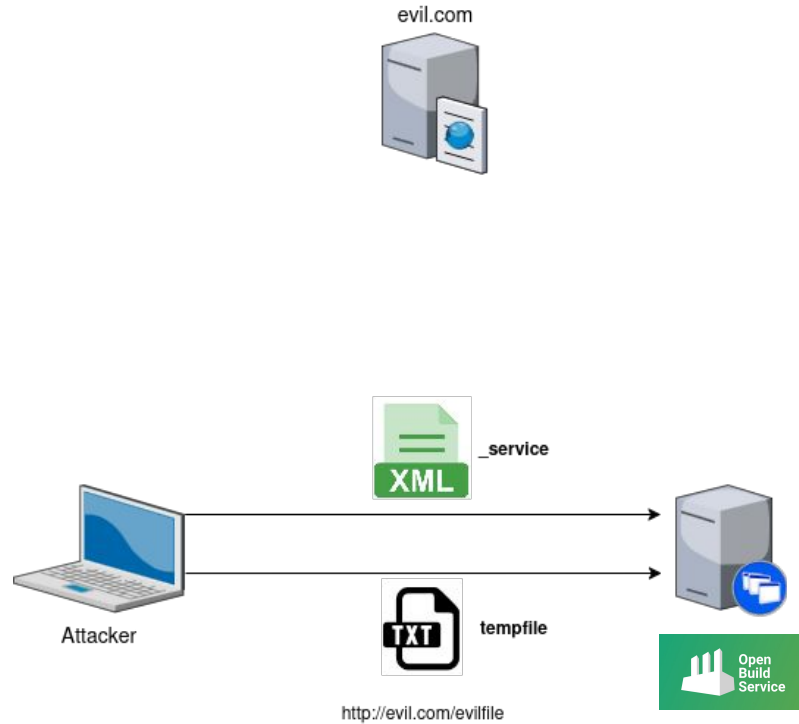 evil.com
XML
_service
Attacker
TXT
tempfile
Open
Build
Service
http://evil.com/evilfile